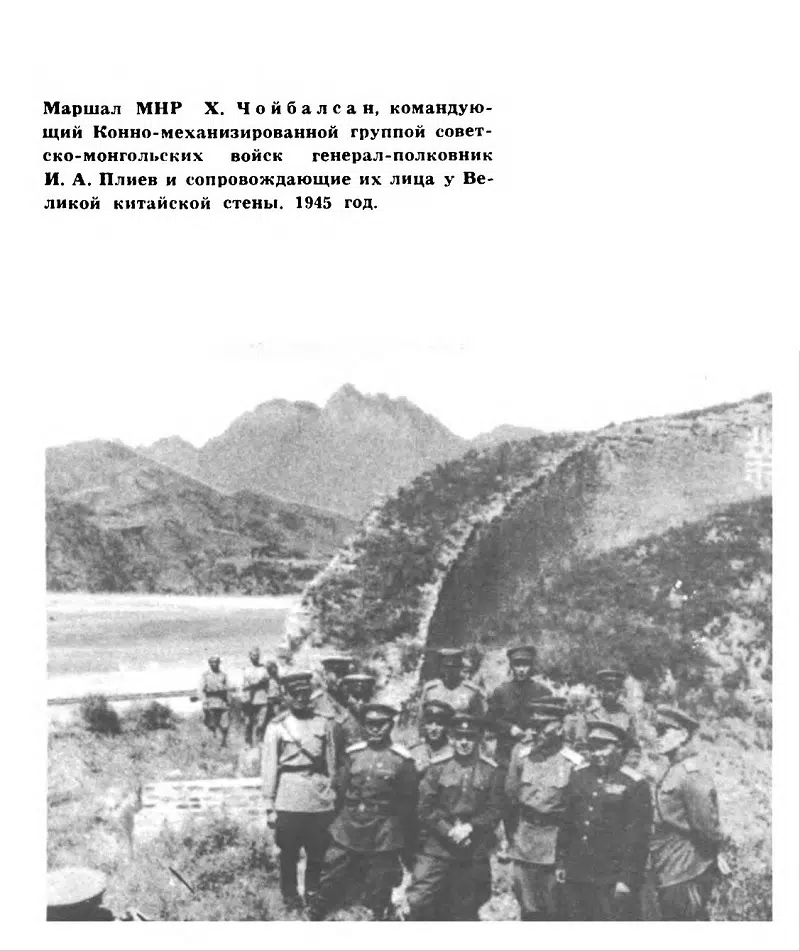 Маршал МНР Х. Чойбалсан, командую-
щий Конно-механизированной группой совет-
ско-монгольских войск генерал-полковник
И. А. Плиев и сопровождающие их лица у Ве-
ликой китайской стены. 1945 год.